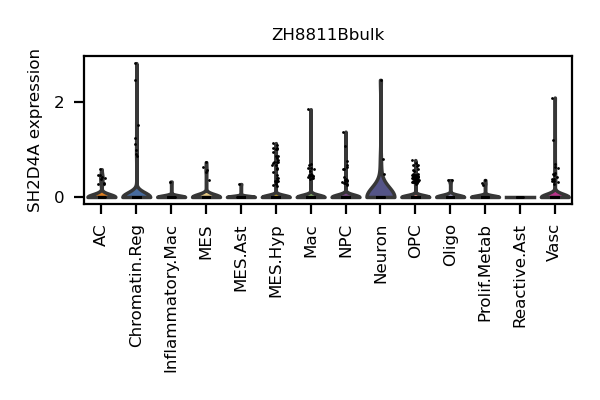 ZH8811Bbulk
SH2D4A expression
2
0
AC
Chromatin.Reg
Inflammatory.Mac
MES
MES.Ast
MES.Hyp
Mac
NPC
Neuron
OPC
Oligo
Prolif.Metab
Reactive.Ast
Vasc